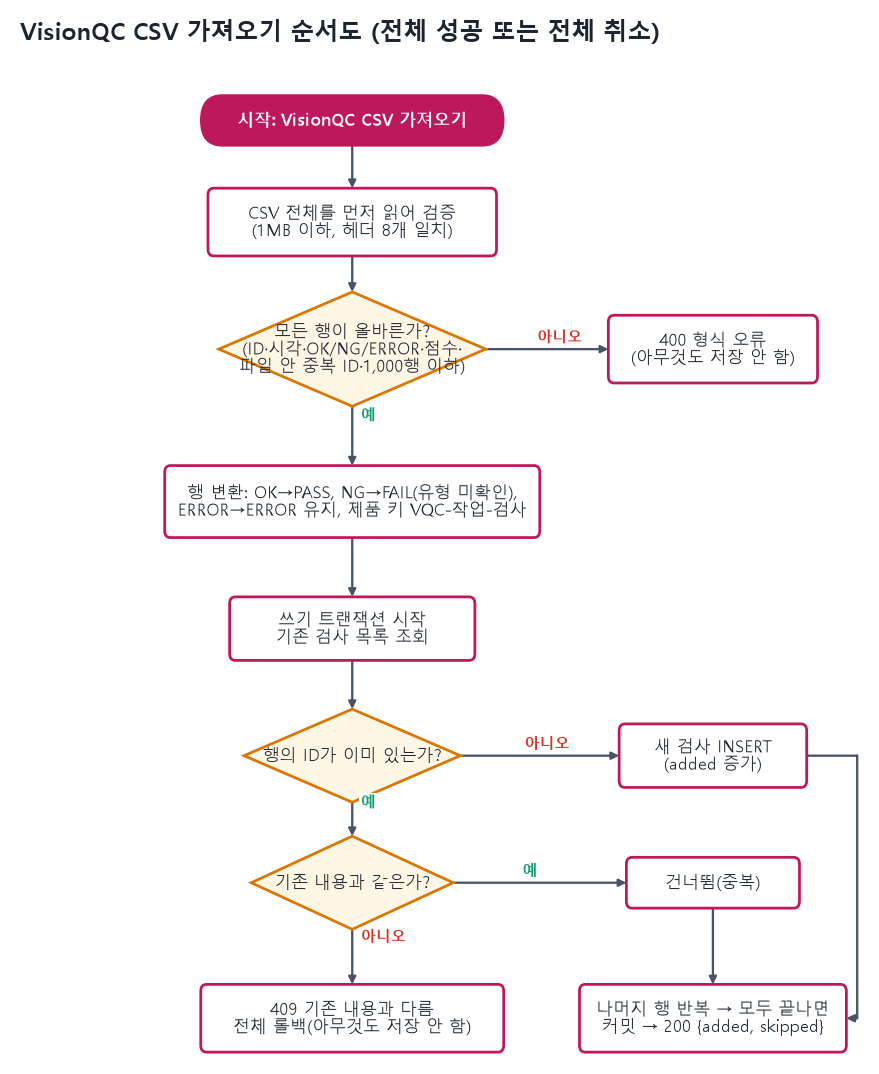 VisionQC CSV 가져오기 순서도 (전체 성공 또는 전체 취소)
시작: VisionQC CSV 가져오기
CSV 전체를 먼저 읽어 검증
(1MB 이하, 헤더 8개 일치)
모든 행이 올바른가?
(ID·시각·OK/NG/ERROR·점수·
파일 안 중복 ID·1,000행 이하)
아니오
400 형식 오류
(아무것도 저장 안 함)
예
행 변환: OK→PASS, NG→FAIL(유형 미확인),
ERROR→ERROR 유지, 제품 키 VQC-작업-검사
쓰기 트랜잭션 시작
기존 검사 목록 조회
행의 ID가 이미 있는가?
아니오
새 검사 INSERT
(added 증가)
예
기존 내용과 같은가?
예
건너뜀(중복)
아니오
409 기존 내용과 다름
전체 롤백(아무것도 저장 안 함)
나머지 행 반복 → 모두 끝나면
커밋 → 200 {added, skipped}